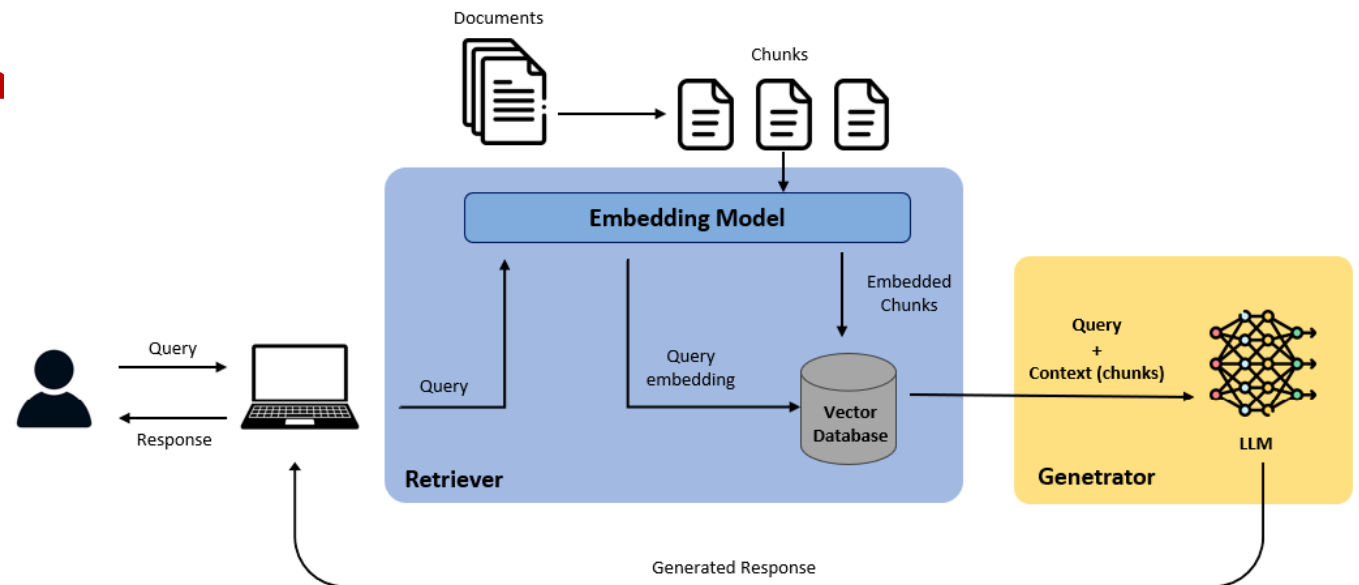 Documents
Chunks
Embedding Model
Embedded
Chunks
Query
Response
Query
Query
embedding
Vector
Database
Retriever
Query
+
Context (chunks)
LLM
Genetrator
Generated Response